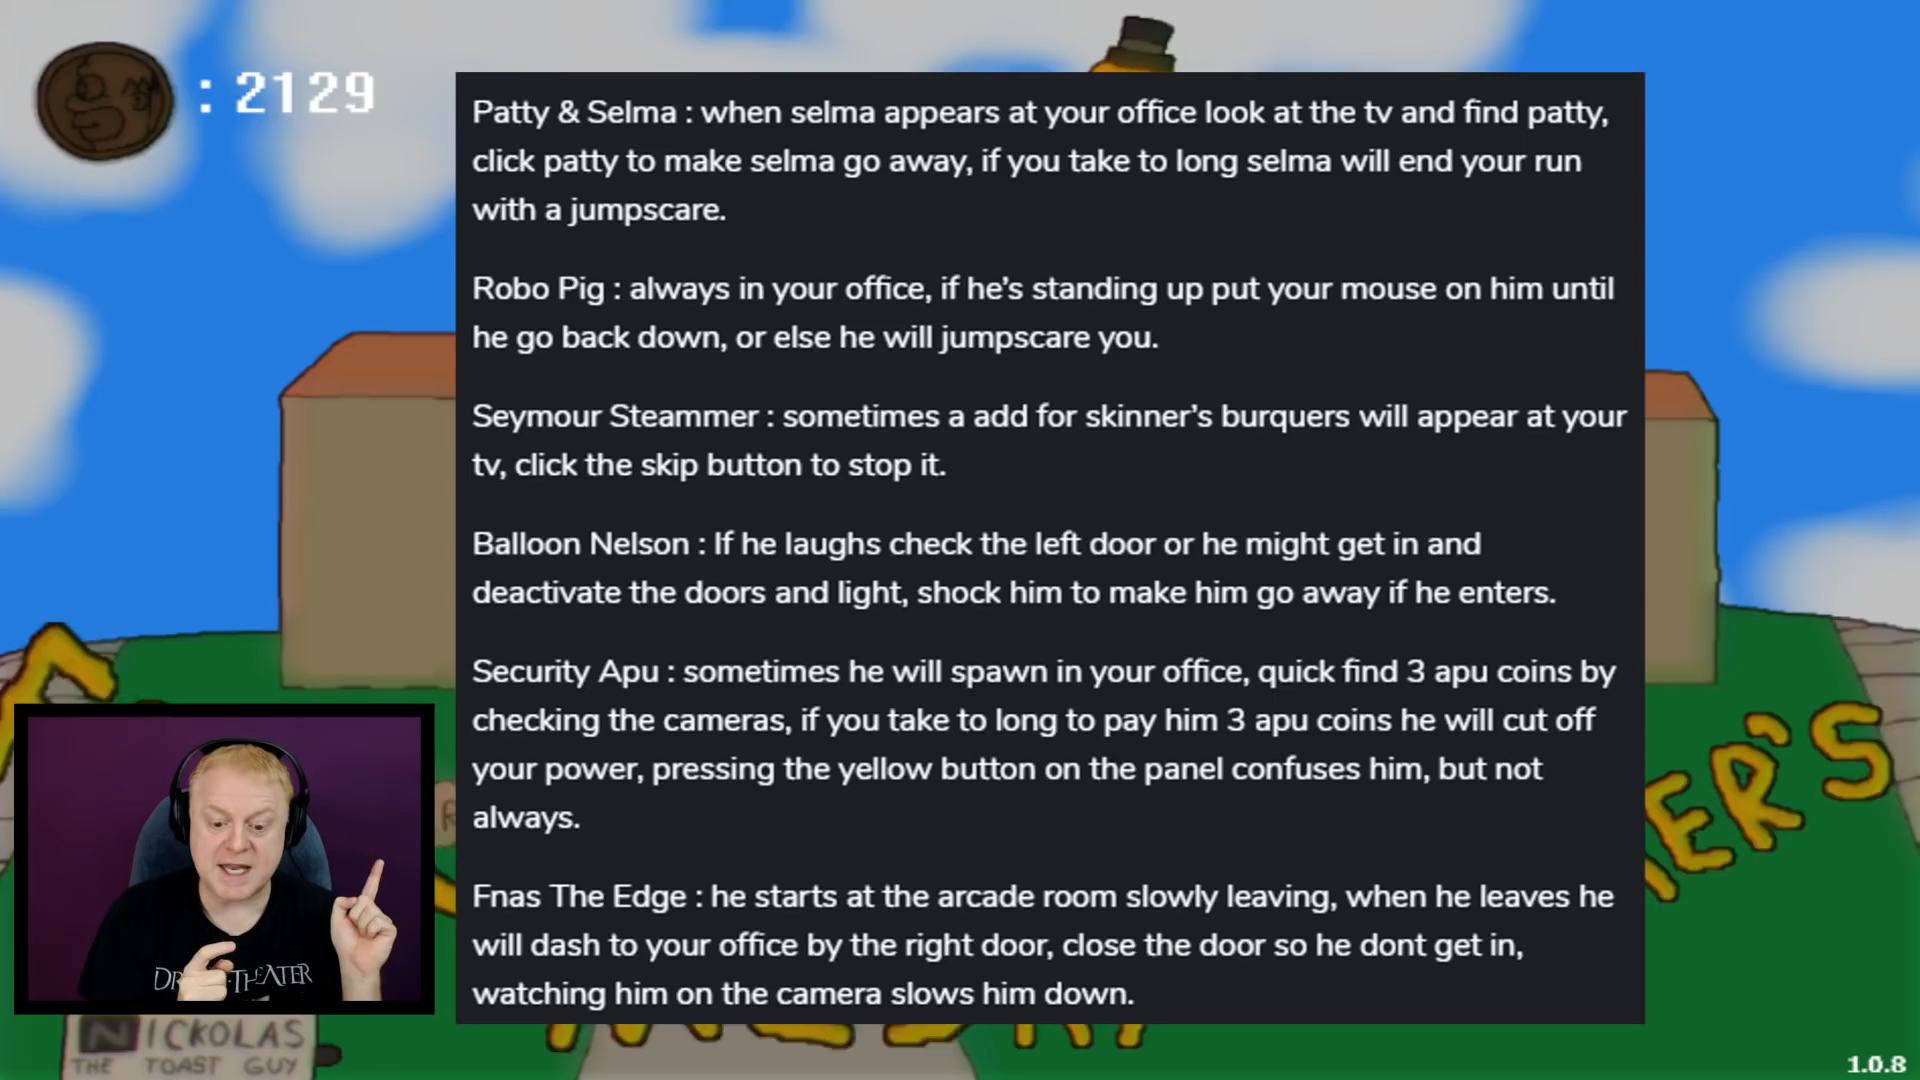 : 2129
Patty & Selma : when selma appears at your office look at the tv and find patty,
click patty to make selma go away, if you take to long selma will end your run
with a jumpscare.
Robo Pig : always in your office, if he's standing up put your mouse on him until
he go back down, or else he will jumpscare you.
Seymour Steammer : sometimes a add for skinner's burquers will appear at your
tv, click the skip button to stop it.
Balloon Nelson : If he laughs check the left door or he might get in and
deactivate the doors and light, shock him to make him go away if he enters.
Security Apu : sometimes he will spawn in your office, quick find 3 apu coins by
checking the cameras, if you take to long to pay him 3 apu coins he will cut off
your power, pressing the yellow button on the panel confuses him, but not
always.
Fnas The Edge : he starts at the arcade room slowly leaving, when he leaves he
will dash to your office by the right door, close the door so he dont get in,
watching him on the camera slows him down.
ER'S
NICKOLAS
THE TOAST GUY
1.0.8